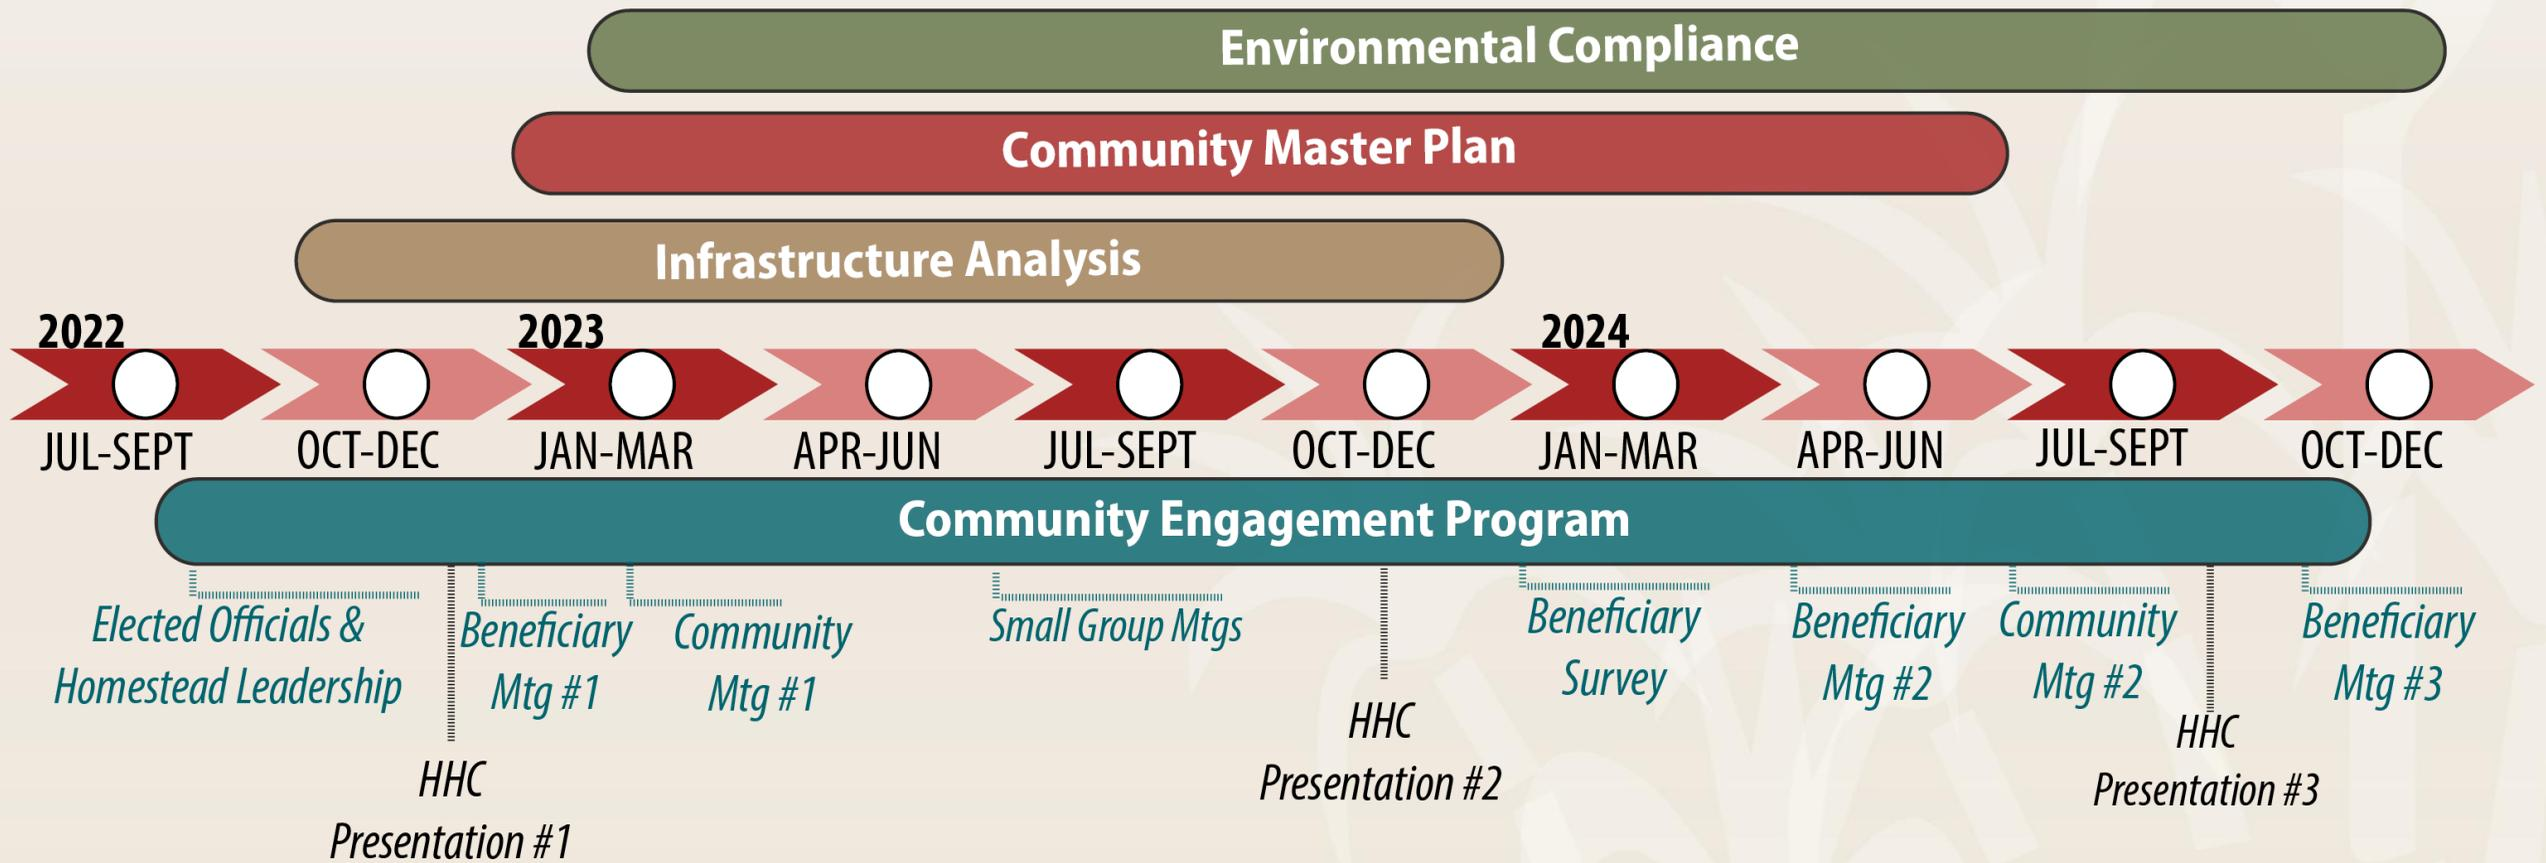 Environmental Compliance
Community Master Plan
Infrastructure Analysis
2022
2023
2024
JUL-SEPT
OCT-DEC
JAN-MAR
APR-JUN
JUL-SEPT
OCT-DEC
JAN-MAR
APR-JUN
JUL-SEPT
OCT-DEC
Community Engagement Program
Elected Officials &
Homestead Leadership
HHC
Presentation #1
Beneficiary
Mtg #1
Community
Mtg #1
Small Group Mtgs
HHC
Presentation #2
Beneficiary
Survey
Beneficiary
Mtg #2
Community
Mtg #2
HHC
Presentation #3
Beneficiary
Mtg #3